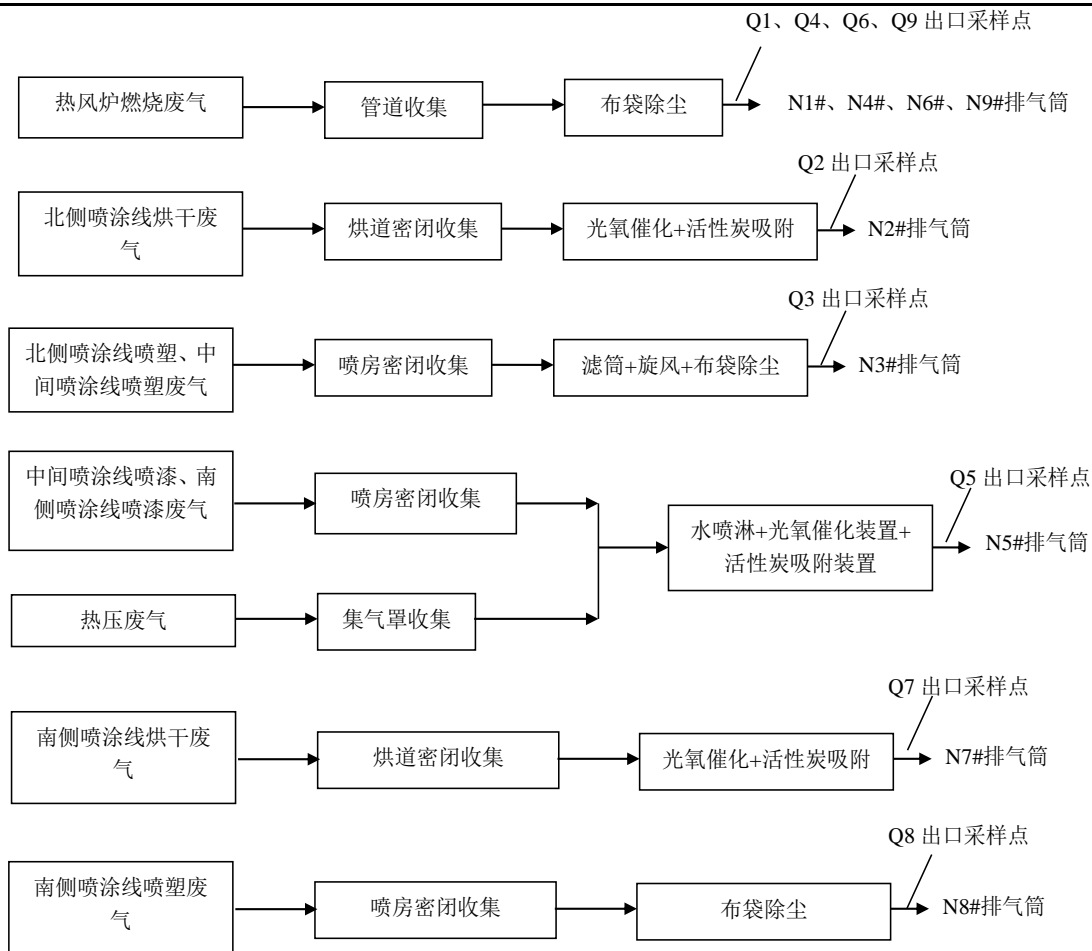 Q1、Q4、Q6、Q9 出口采样点
热风炉燃烧废气
管道收集
布袋除尘
N1#、N4#、N6#、N9#排气筒
Q2 出口采样点
北侧喷涂线烘干废
气
烘道密闭收集
光氧催化+活性炭吸附
N2#排气筒
Q3 出口采样点
北侧喷涂线喷塑、中
间喷涂线喷塑废气
喷房密闭收集
滤筒+旋风+布袋除尘
N3#排气筒
中间喷涂线喷漆、南
侧喷涂线喷漆废气
喷房密闭收集
Q5 出口采样点
水喷淋+光氧催化装置+
活性炭吸附装置
N5#排气筒
热压废气
集气罩收集
Q7 出口采样点
南侧喷涂线烘干废
气
烘道密闭收集
光氧催化+活性炭吸附
N7#排气筒
Q8 出口采样点
南侧喷涂线喷塑废
气
喷房密闭收集
布袋除尘
N8#排气筒